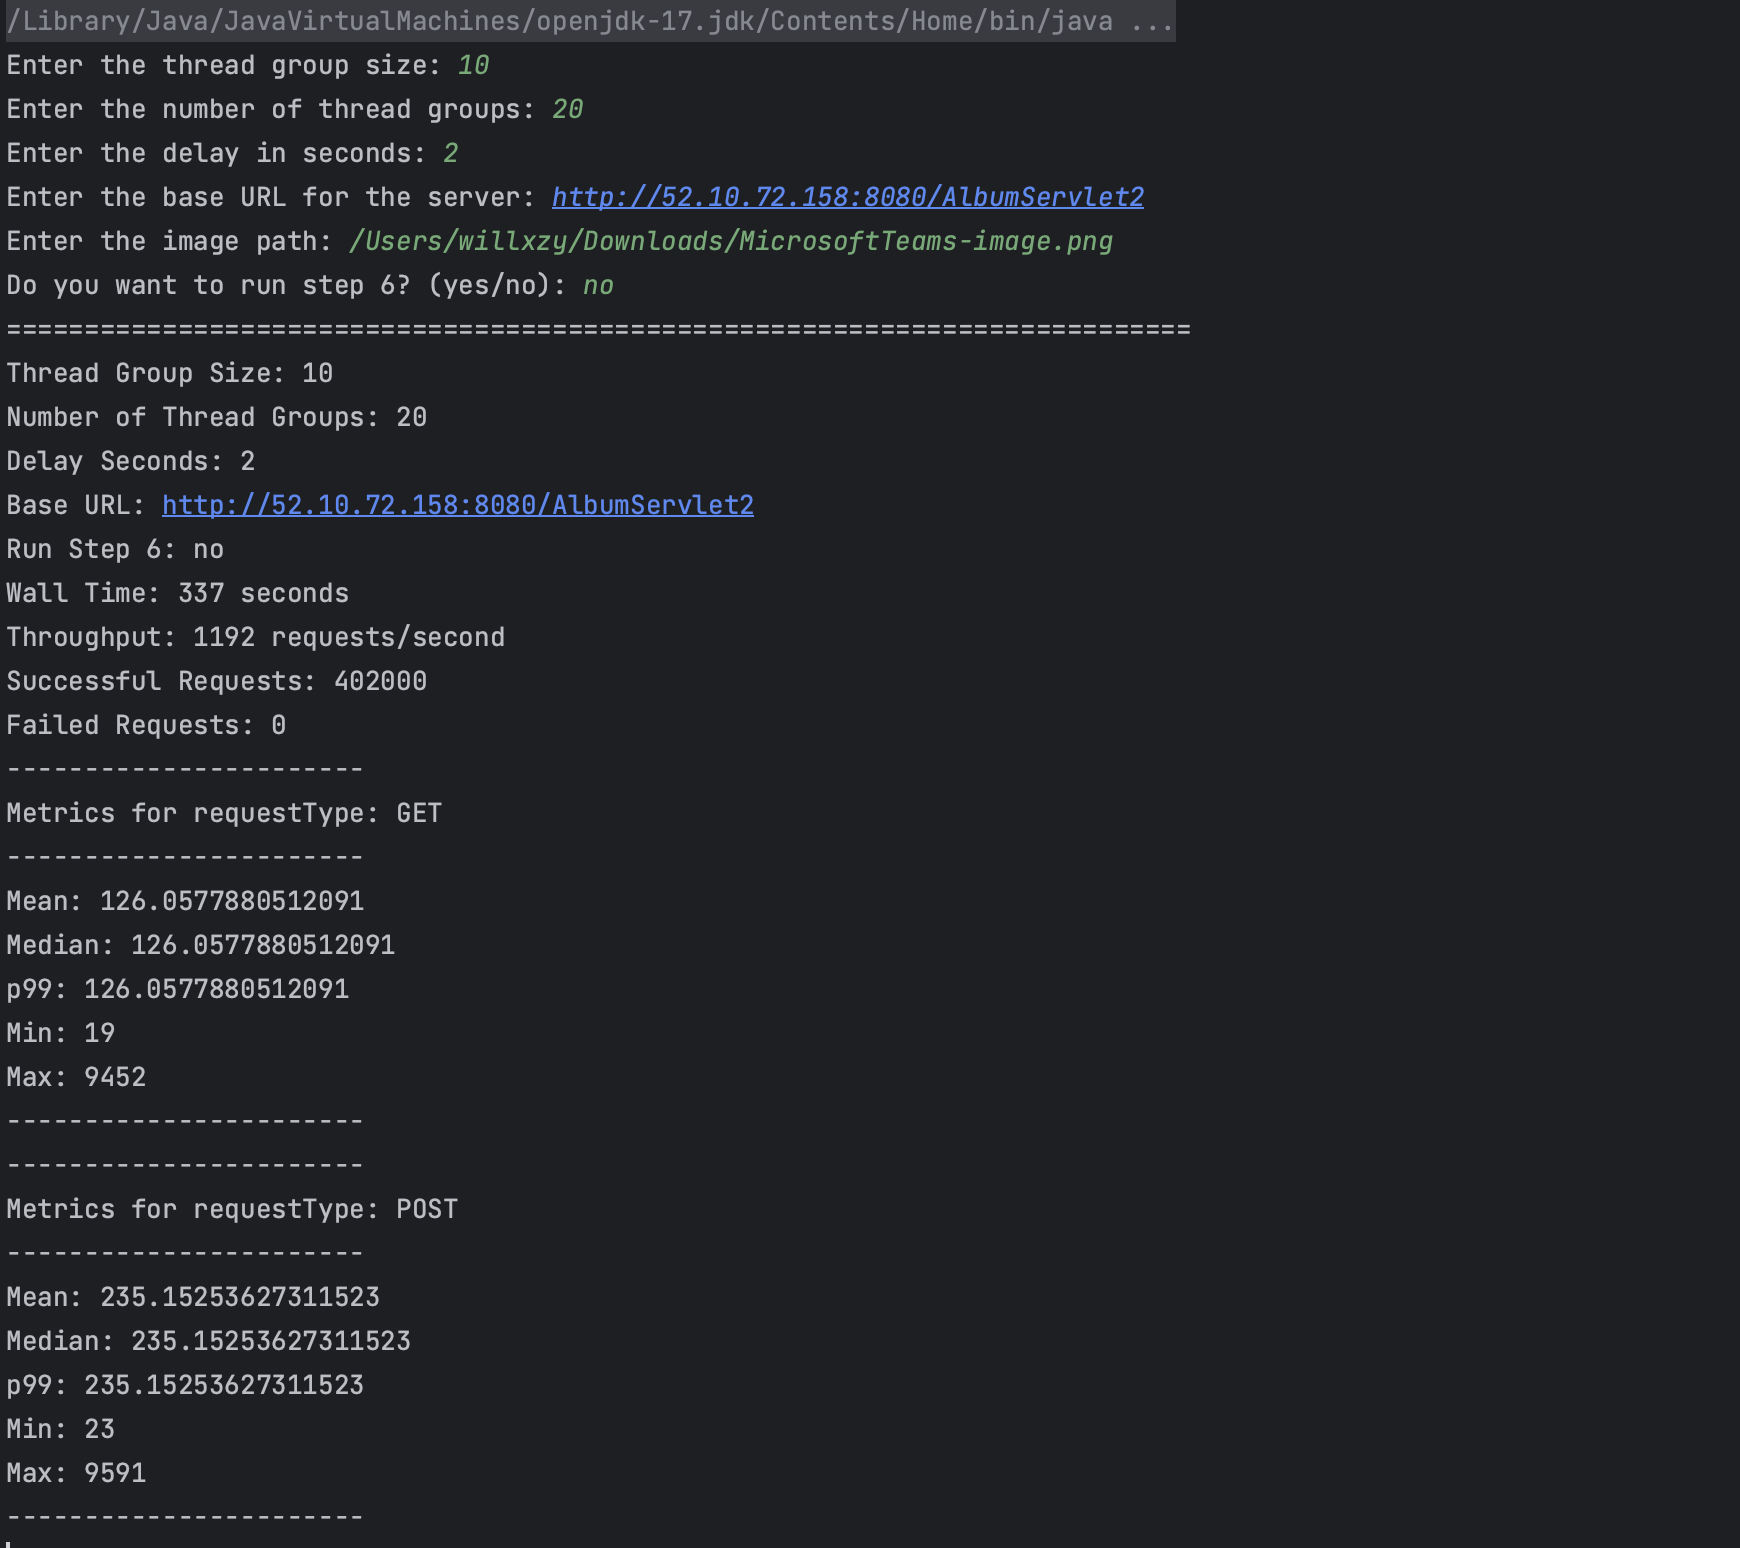 /Library/Java/JavaVirtualMachines/openjdk-17.jdk/Contents/Home/bin/java ...
Enter the thread group size: 10
Enter the number of thread groups: 20
Enter the delay in seconds: 2
Enter the base URL for the server: http://52.10.72.158:8080/AlbumServlet2
Enter the image path: /Users/willxzy/Downloads/MicrosoftTeams-image.png
Do you want to run step 6? (yes/no): no
============================================================================
Thread Group Size: 10
Number of Thread Groups: 20
Delay Seconds: 2
Base URL: http://52.10.72.158:8080/AlbumServlet2
Run Step 6: no
Wall Time: 337 seconds
Throughput: 1192 requests/second
Successful Requests: 402000
Failed Requests: 0
-----------------------
Metrics for requestType: GET
-----------------------
Mean: 126.0577880512091
Median: 126.0577880512091
p99: 126.0577880512091
Min: 19
Max: 9452
-----------------------
-----------------------
Metrics for requestType: POST
-----------------------
Mean: 235.15253627311523
Median: 235.15253627311523
p99: 235.15253627311523
Min: 23
Max: 9591
-----------------------